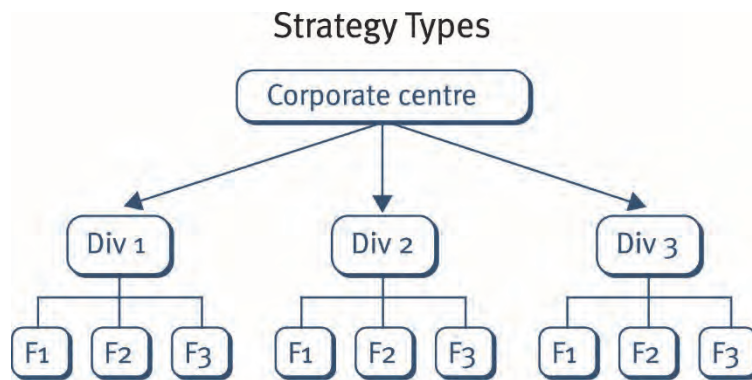 Strategy Types
Corporate centre
Div 1 Div 2 Div 3
F1 F2 F3 F1 F2 F3 F1 F2 F3